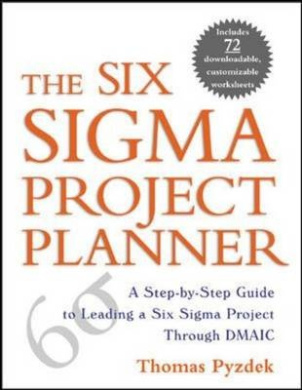 Includes
72
downloadable,
customizable
worksheets
THE SIX
SIGMA
PROJECT
PLANNER
6σ
A Step-by-Step Guide
to Leading a Six Sigma Project
Through DMAIC
Thomas Pyzdek